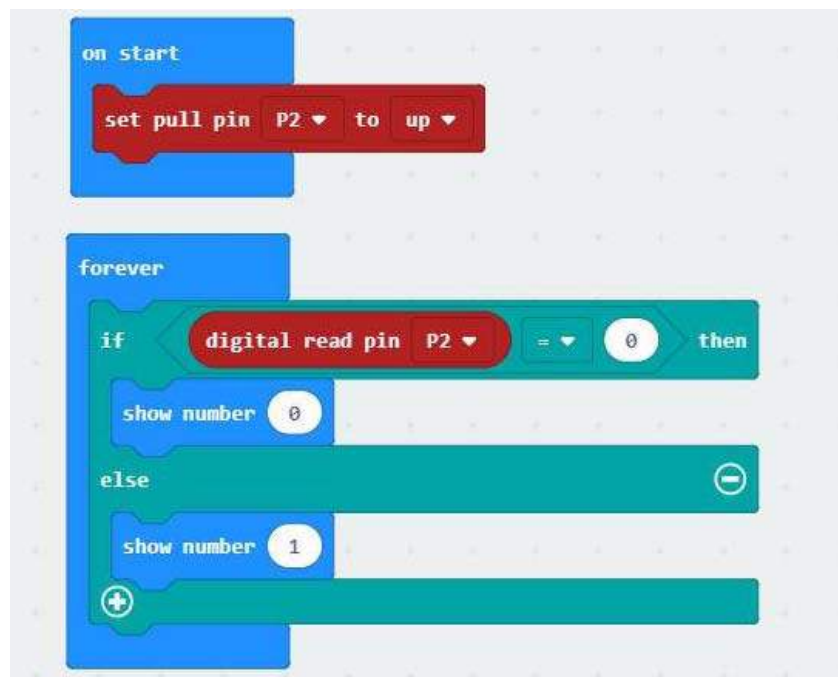 on start
set pull pin P2 to up
forever
if digital read pin P2 = 0 then
show number 0
else
show number 1